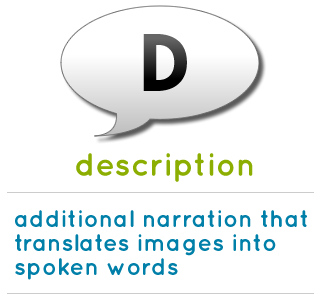 D
description
additional narration that
translates images into
spoken words